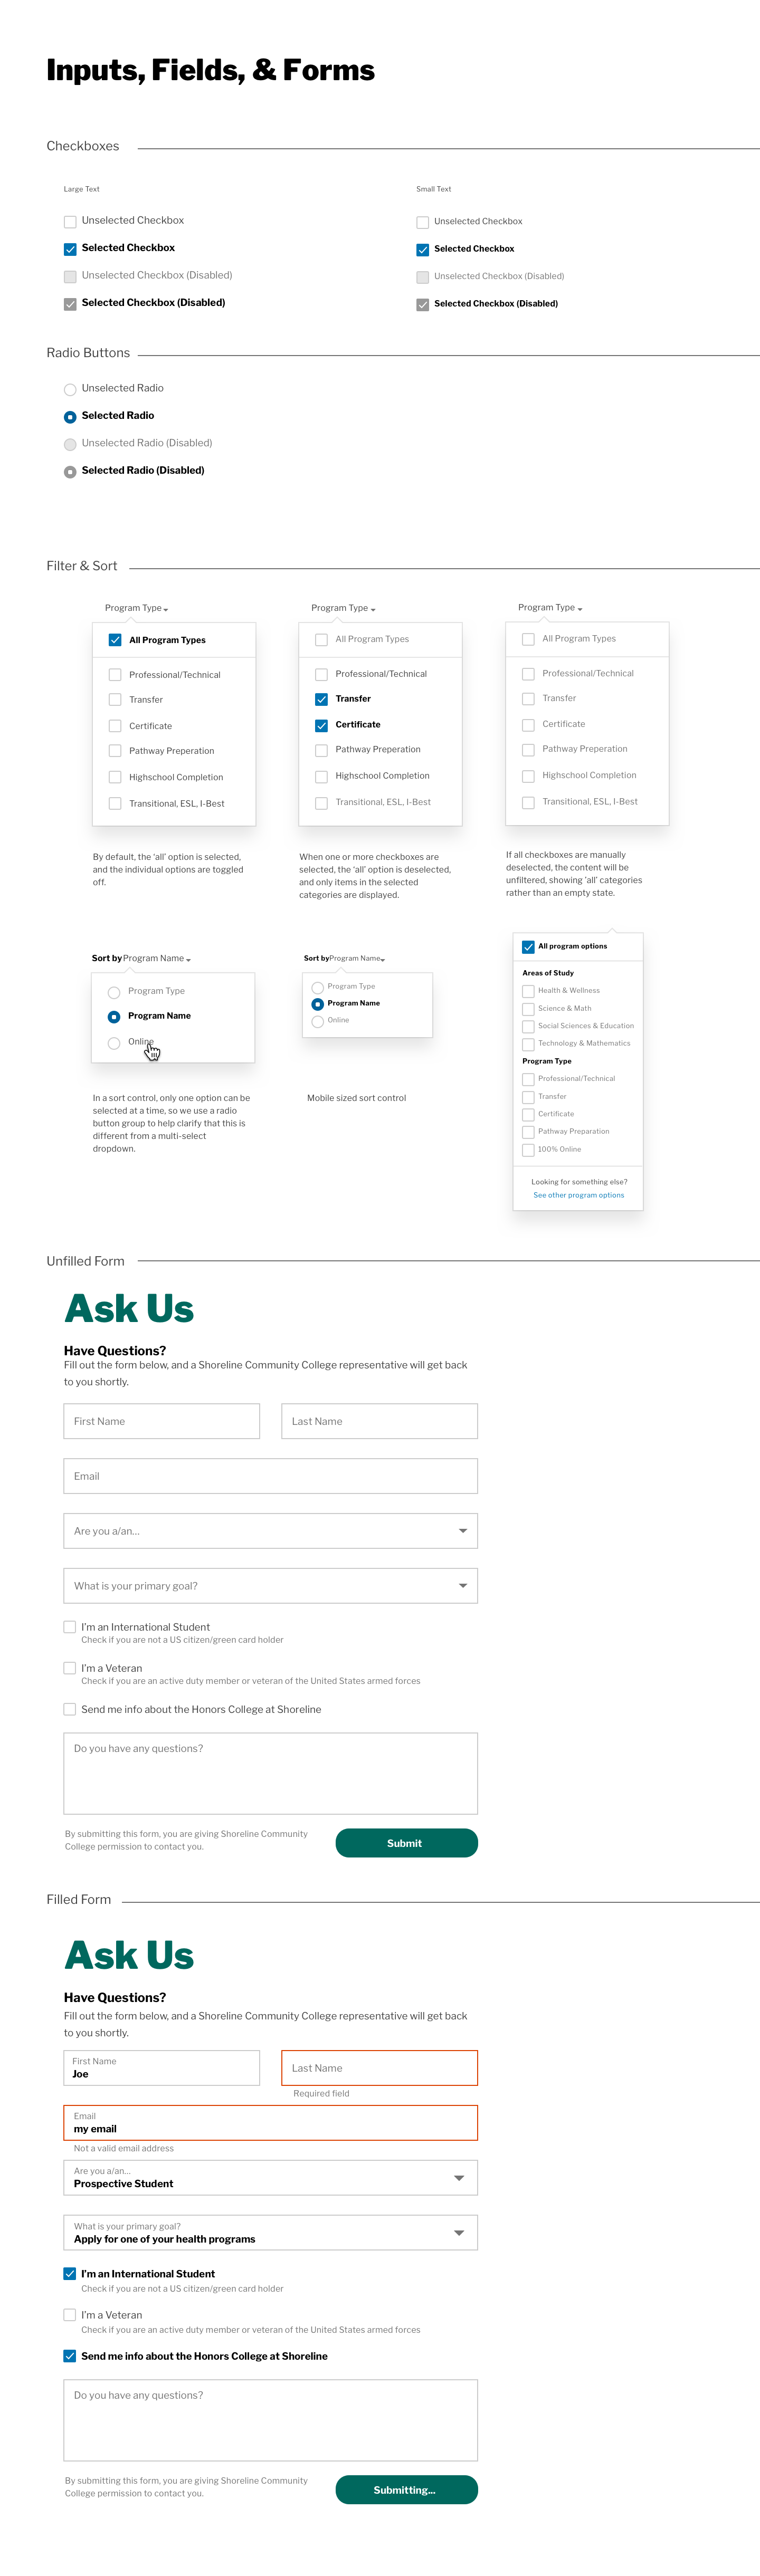 Inputs, Fields, & Forms
Checkboxes
Large Text
Unselected Checkbox
Selected Checkbox
Unselected Checkbox (Disabled)
Selected Checkbox (Disabled)
Small Text
Unselected Checkbox
Selected Checkbox
Unselected Checkbox (Disabled)
Selected Checkbox (Disabled)
Radio Buttons
Unselected Radio
Selected Radio
Unselected Radio (Disabled)
Selected Radio (Disabled)
Filter & Sort
Program Type
All Program Types
Professional/Technical
Transfer
Certificate
Pathway Preperation
Highschool Completion
Transitional, ESL, I-Best
By default, the ‘all’ option is selected,
and the individual options are toggled
off.
Program Type
All Program Types
Professional/Technical
Transfer
Certificate
Pathway Preperation
Highschool Completion
Transitional, ESL, I-Best
When one or more checkboxes are
selected, the ‘all’ option is deselected,
and only items in the selected
categories are displayed.
Program Type
All Program Types
Professional/Technical
Transfer
Certificate
Pathway Preperation
Highschool Completion
Transitional, ESL, I-Best
If all checkboxes are manually
deselected, the content will be
unfiltered, showing ’all’ categories
rather than an empty state.
Sort by Program Name
Program Type
Program Name
Online
In a sort control, only one option can be
selected at a time, so we use a radio
button group to help clarify that this is
different from a multi-select
dropdown.
Sort by Program Name
Program Type
Program Name
Online
Mobile sized sort control
All program options
Areas of Study
Health & Wellness
Science & Math
Social Sciences & Education
Technology & Mathematics
Program Type
Professional/Technical
Transfer
Certificate
Pathway Preparation
100% Online
Looking for something else?
See other program options
Unfilled Form
Ask Us
Have Questions?
Fill out the form below, and a Shoreline Community College representative will get back
to you shortly.
First Name
Last Name
Email
Are you a/an...
What is your primary goal?
I’m an International Student
Check if you are not a US citizen/green card holder
I’m a Veteran
Check if you are an active duty member or veteran of the United States armed forces
Send me info about the Honors College at Shoreline
Do you have any questions?
By submitting this form, you are giving Shoreline Community
College permission to contact you.
Submit
Filled Form
Ask Us
Have Questions?
Fill out the form below, and a Shoreline Community College representative will get back
to you shortly.
First Name
Joe
Last Name
Required field
Email
my email
Not a valid email address
Are you a/an...
Prospective Student
What is your primary goal?
Apply for one of your health programs
I’m an International Student
Check if you are not a US citizen/green card holder
I’m a Veteran
Check if you are an active duty member or veteran of the United States armed forces
Send me info about the Honors College at Shoreline
Do you have any questions?
By submitting this form, you are giving Shoreline Community
College permission to contact you.
Submitting...